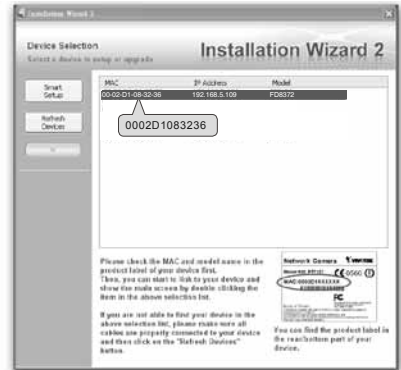 Installation Wizard 2
Device Selection
Select a device to setup or upgrade
Installation Wizard 2
Smart
Setup
Refresh
Devices
MAC IP Address Model
00-02-D1-08-32-36 192.168.5.109 FD8372
0002D1083236
Please check the MAC and model name in the
product label of your device first.
Then, you can start to link to your device and
show the main screen by double clicking the
item in the above selection list.
If you are not able to find your device in the
above selection list, please make sure all
cables are properly connected to your device
and then click on the "Refresh Devices"
button.
Network Camera VIVOTEK
0560
FC
You can find the product label in
the rear/bottom part of your
device.